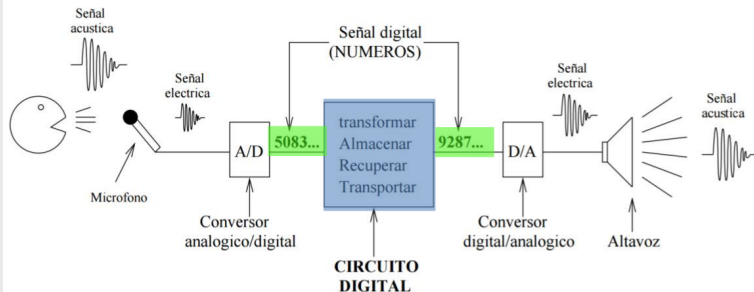 Señal
acustica
Señal
electrica
Microfono
A/D
Conversor
analogico/digital
5083...
Señal digital
(NUMEROS)
transformar
Almacenar
Recuperar
Transportar
CIRCUITO
DIGITAL
9287...
D/A
Conversor
digital/analogico
Señal
electrica
Altavoz
Señal
acustica